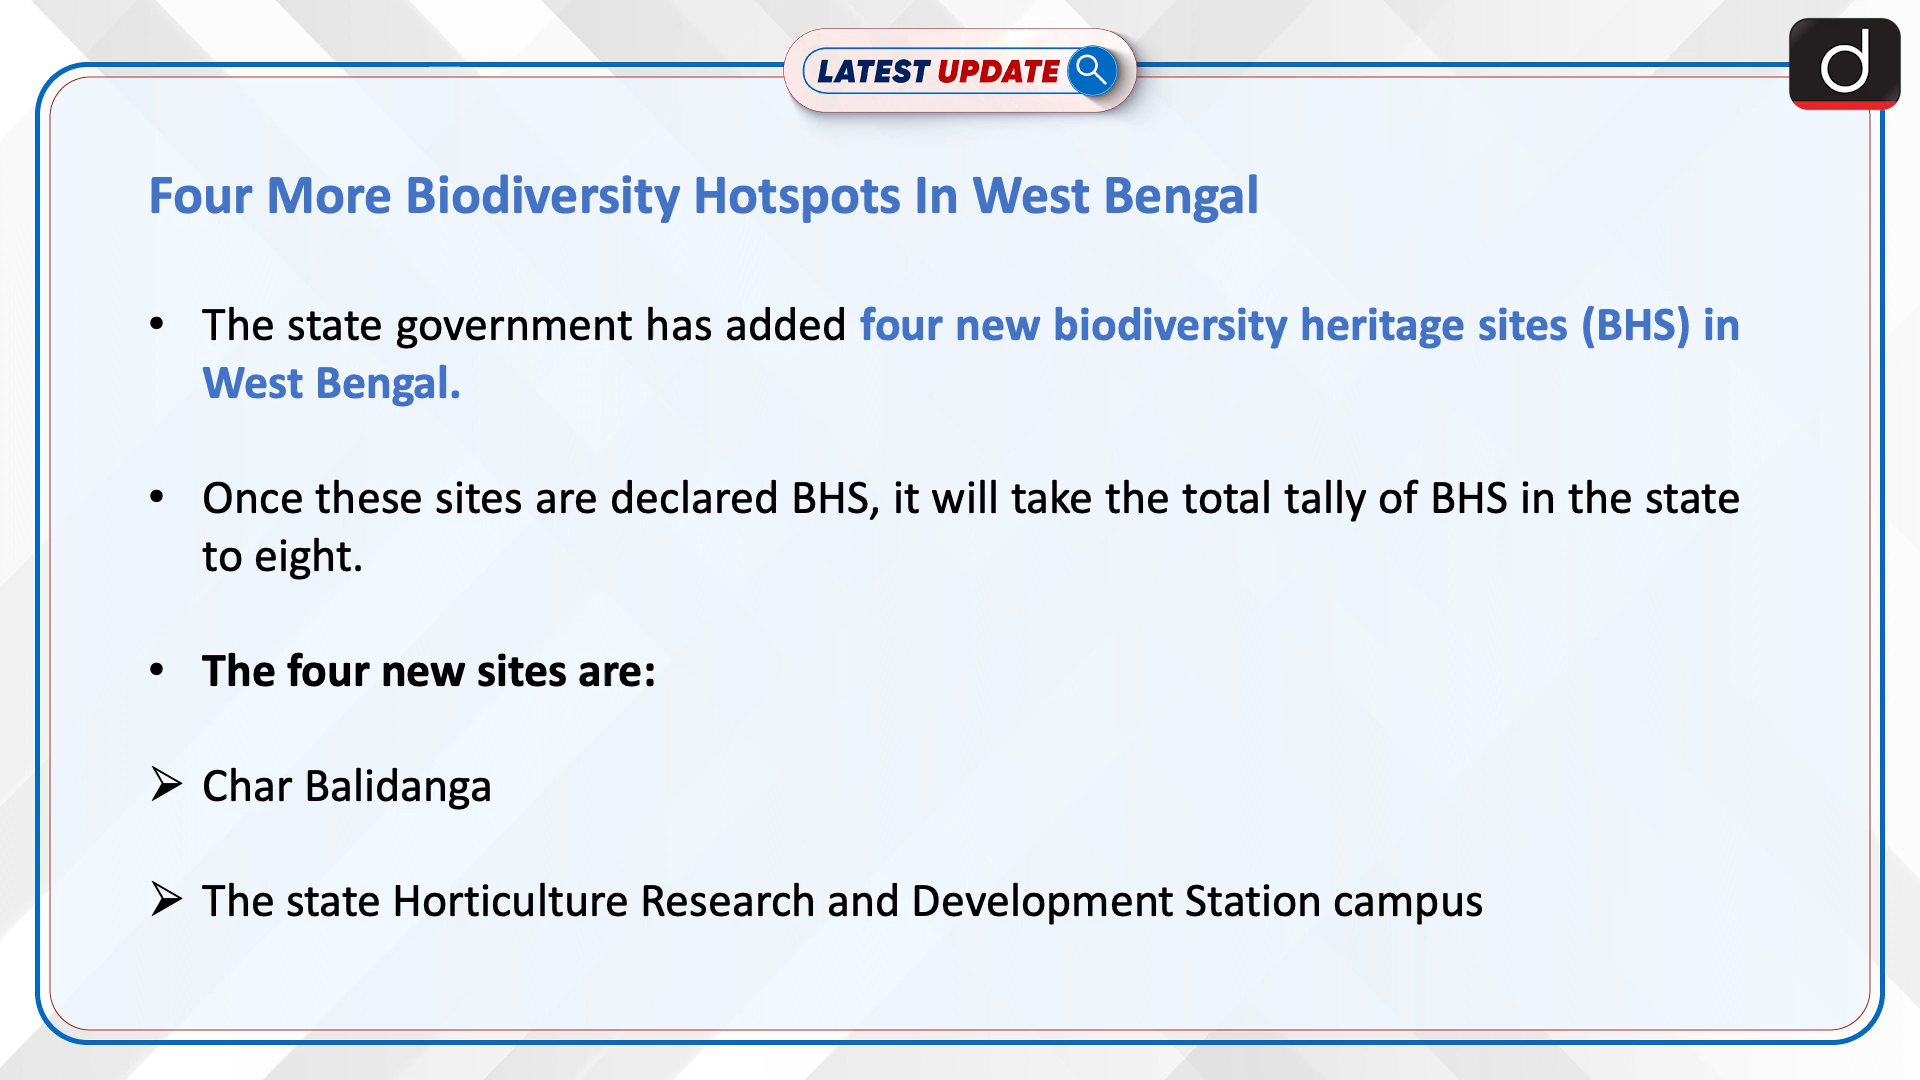 LATEST UPDATE
d
Four More Biodiversity Hotspots In West Bengal
• The state government has added four new biodiversity heritage sites (BHS) in
West Bengal.
• Once these sites are declared BHS, it will take the total tally of BHS in the state
to eight.
• The four new sites are:
➢ Char Balidanga
➢ The state Horticulture Research and Development Station campus